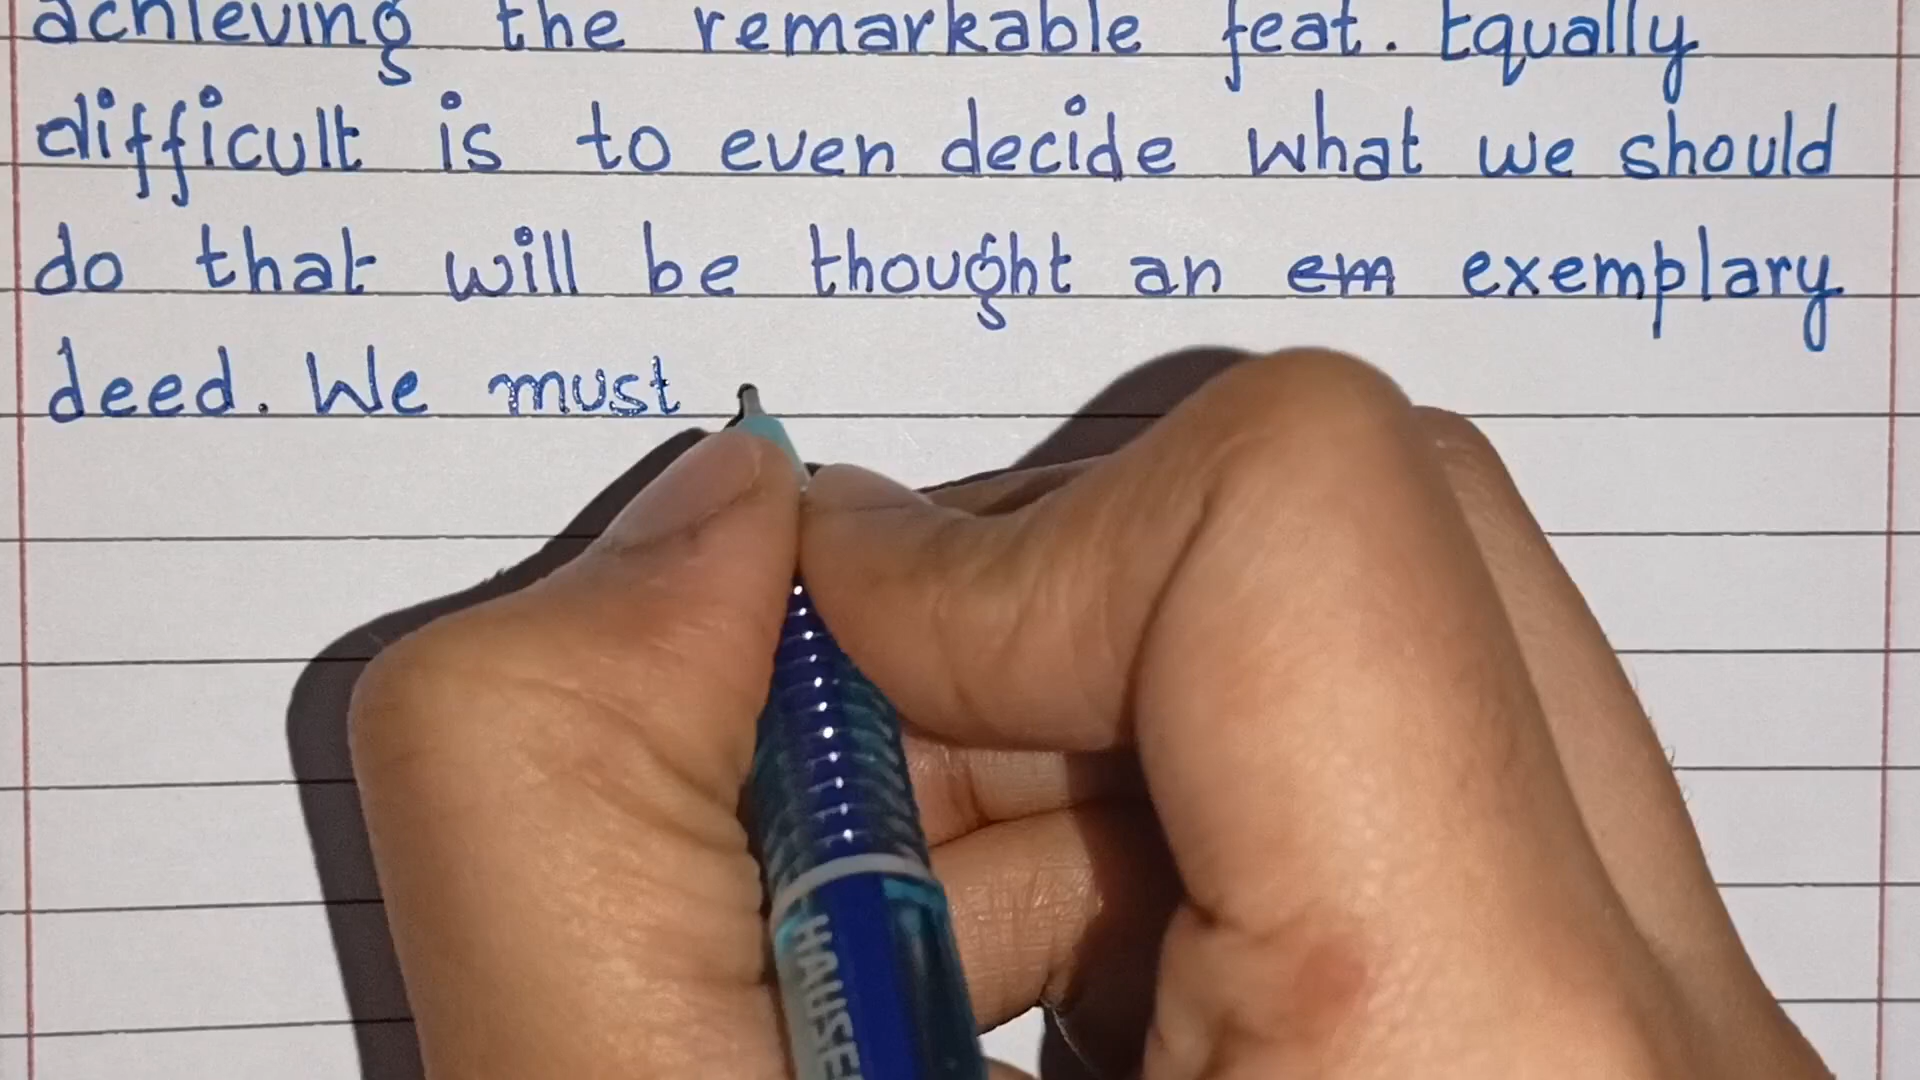 achieving the remarkable feat. Equally
difficult is to even decide what we should
do that will be thought an em exemplary
deed. We must
HAUSE